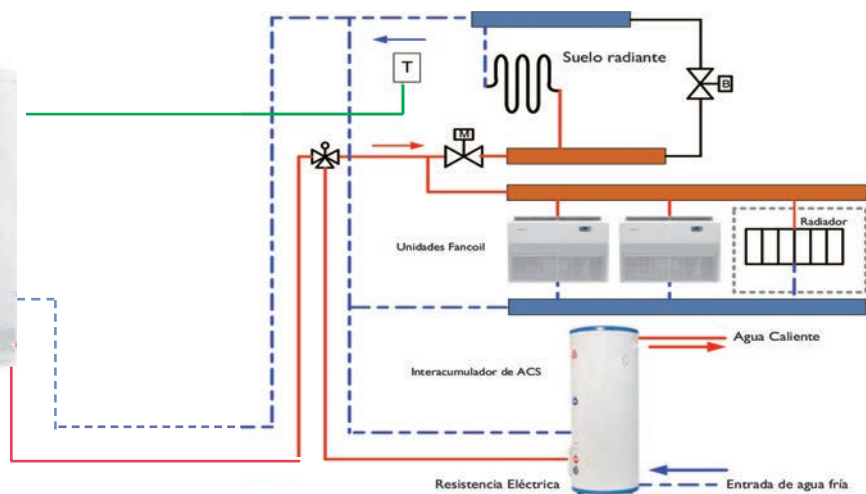 Suelo radiante
T
B
M
Radiador
Unidades Fancoil
Agua Caliente
Interacumulador de ACS
Resistencia Eléctrica
Entrada de agua fría